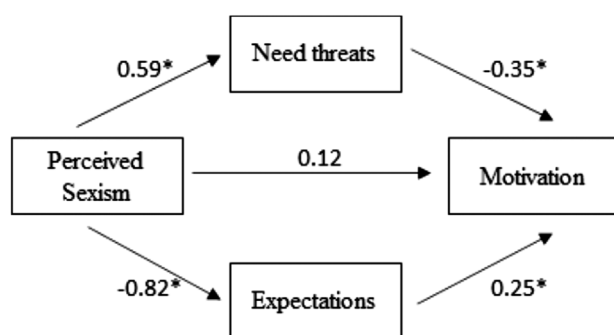 Need threats
0.59*
-0.35*
Perceived
Sexism
0.12
Motivation
-0.82*
Expectations
0.25*